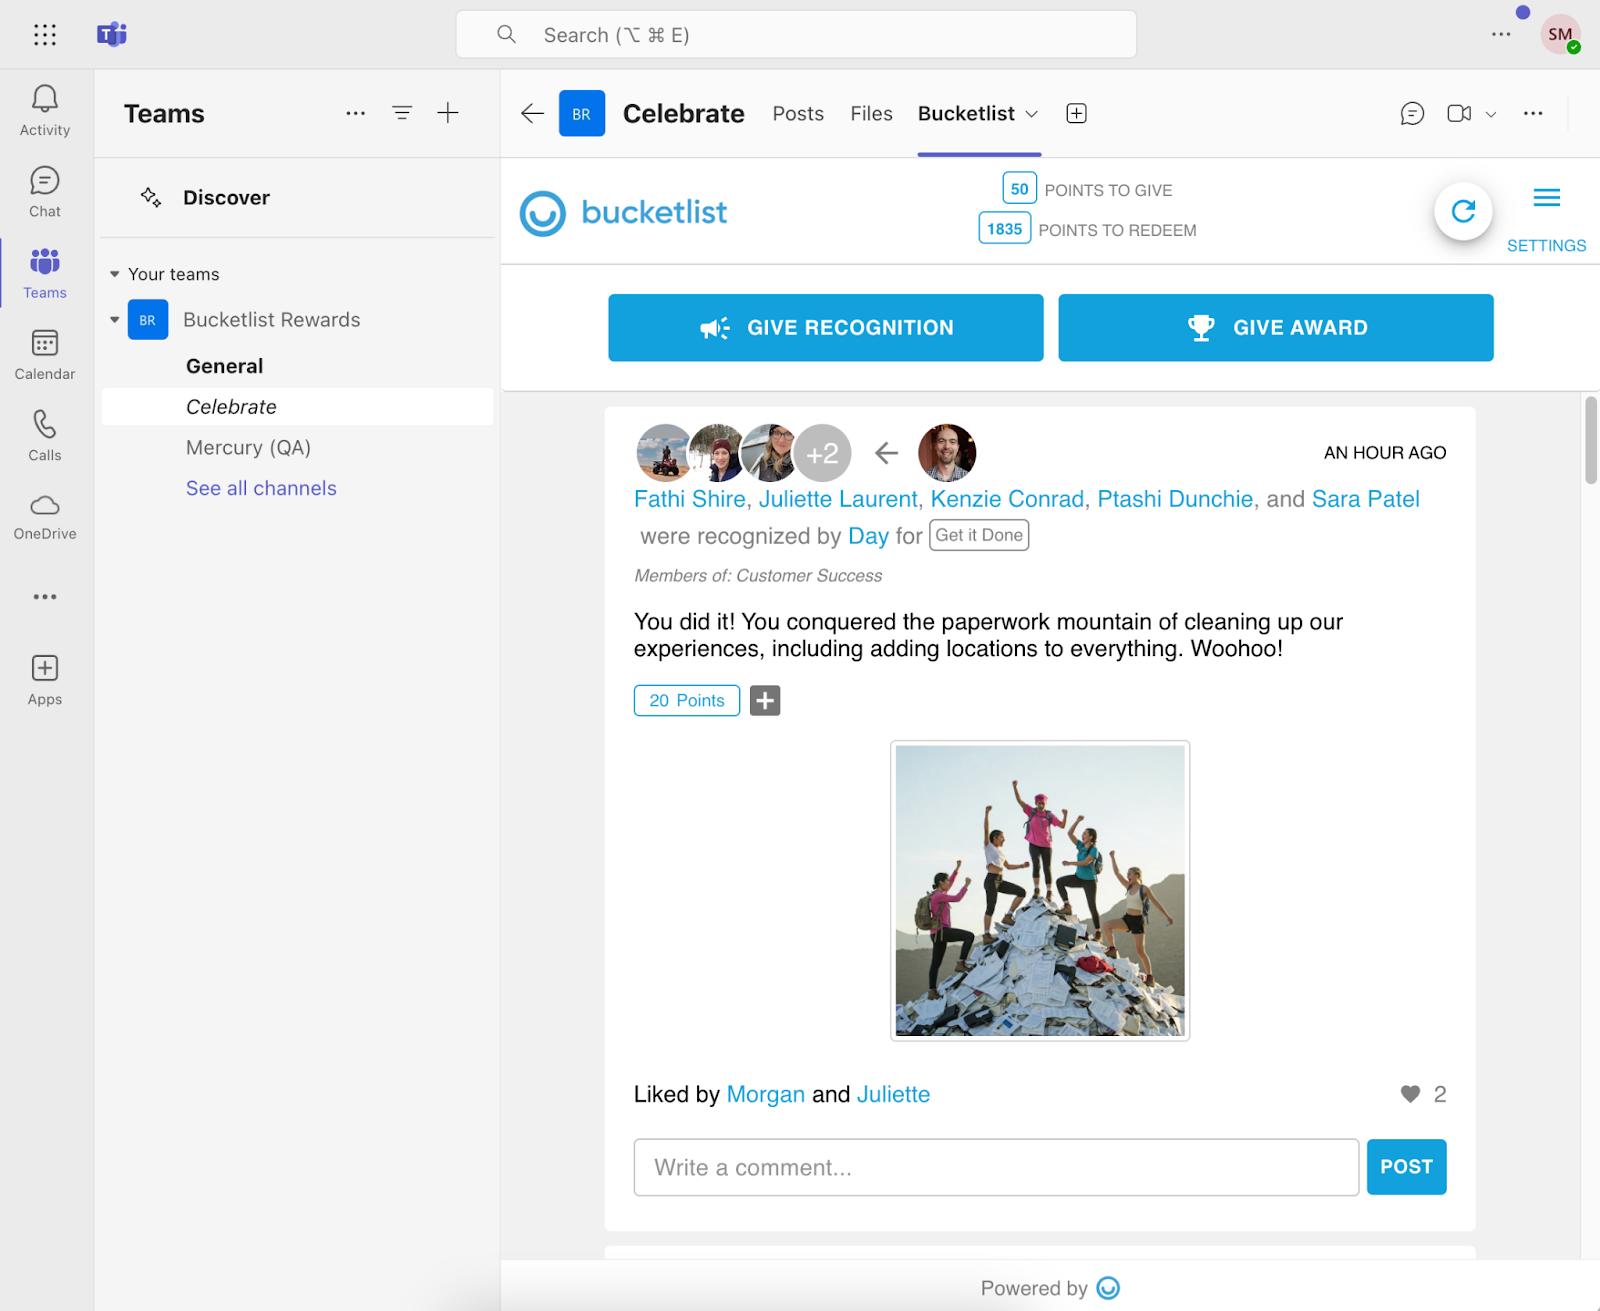 Search (⌥ ⌘ E)
SM
Activity
Chat
Teams
Calendar
Calls
OneDrive
Apps
Teams
Discover
Your teams
BR Bucketlist Rewards
General
Celebrate
Mercury (QA)
See all channels
BR Celebrate Posts Files Bucketlist
bucketlist
50 POINTS TO GIVE
1835 POINTS TO REDEEM
SETTINGS
GIVE RECOGNITION
GIVE AWARD
+2
AN HOUR AGO
Fathi Shire, Juliette Laurent, Kenzie Conrad, Ptashi Dunchie, and Sara Patel
were recognized by Day for Get it Done
Members of: Customer Success
You did it! You conquered the paperwork mountain of cleaning up our
experiences, including adding locations to everything. Woohoo!
20 Points
Liked by Morgan and Juliette
2
Write a comment...
POST
Powered by